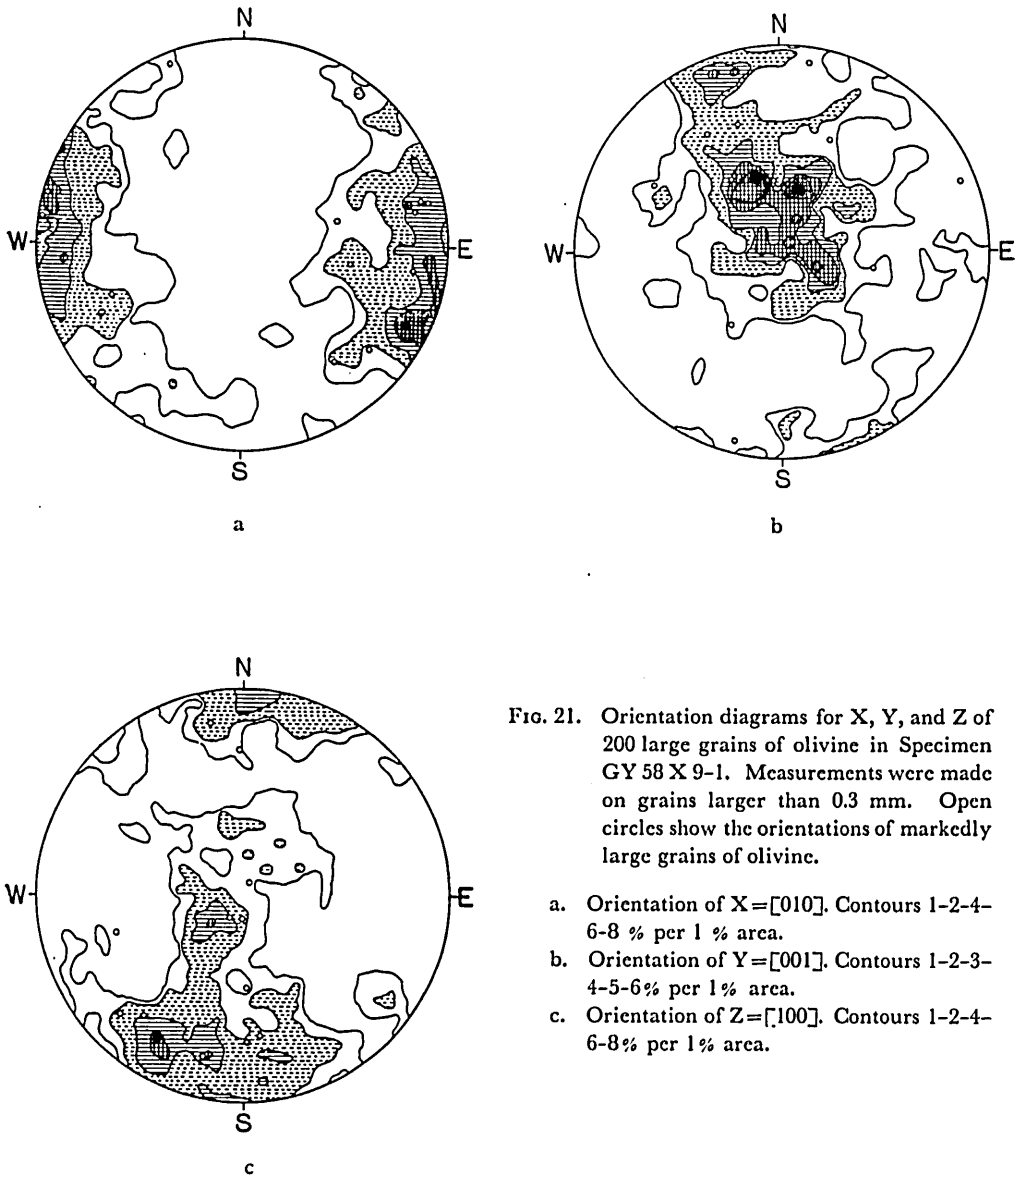 N
N
W
E
W
E
S
S
a
b
N
W
E
S
c
FIG. 21. Orientation diagrams for X, Y, and Z of
200 large grains of olivine in Specimen
GY 58 X 9-1. Measurements were made
on grains larger than 0.3 mm. Open
circles show the orientations of markedly
large grains of olivine.
a. Orientation of X=[010]. Contours 1-2-4-
6-8 % per 1 % area.
b. Orientation of Y=[001]. Contours 1-2-3-
4-5-6% per 1% area.
c. Orientation of Z=[100]. Contours 1-2-4-
6-8% per 1% area.